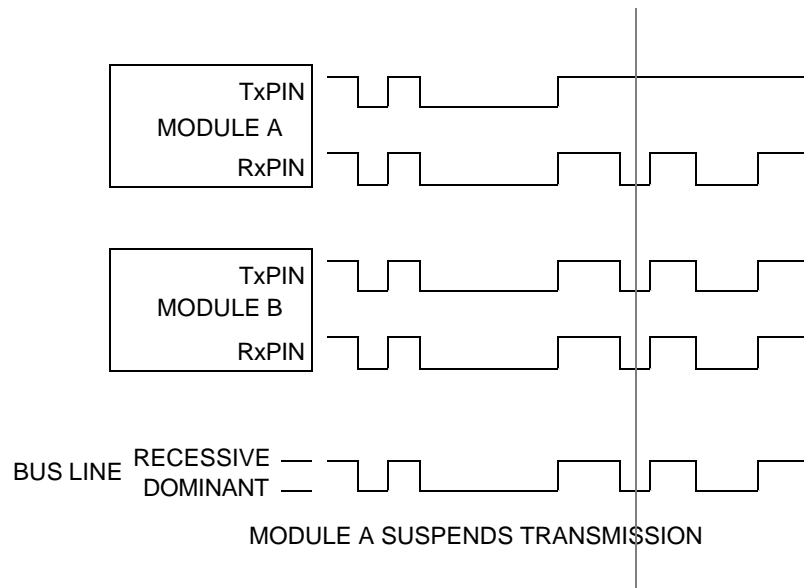 TxPIN
MODULE A
RxPIN
TxPIN
MODULE B
RxPIN
BUS LINE
RECESSIVE
DOMINANT
MODULE A SUSPENDS TRANSMISSION